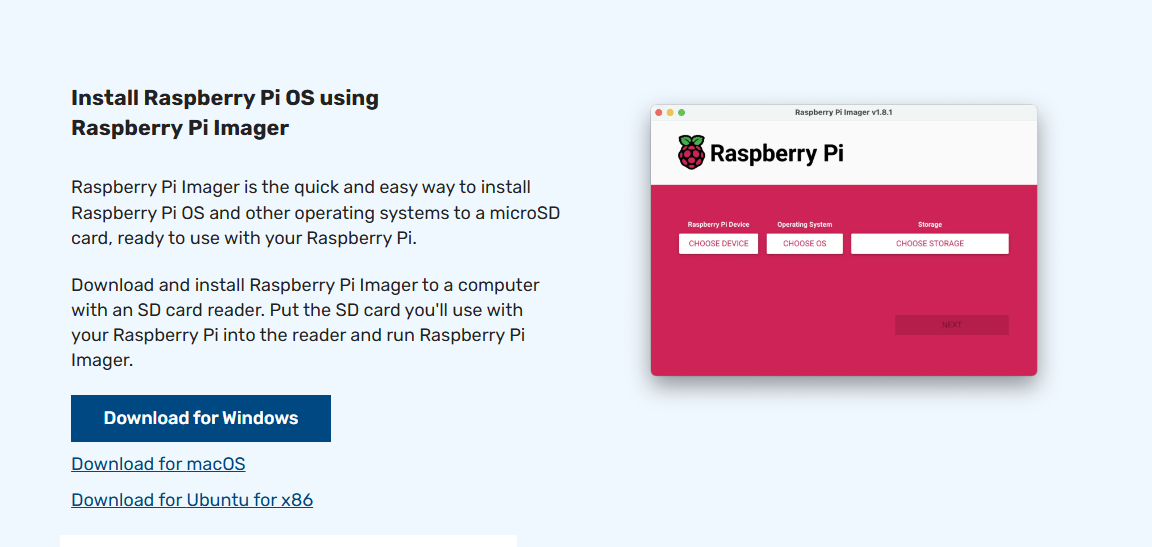 Install Raspberry Pi OS using
Raspberry Pi Imager
Raspberry Pi Imager is the quick and easy way to install
Raspberry Pi OS and other operating systems to a microSD
card, ready to use with your Raspberry Pi.
Download and install Raspberry Pi Imager to a computer
with an SD card reader. Put the SD card you'll use with
your Raspberry Pi into the reader and run Raspberry Pi
Imager.
Download for Windows
Download for macOS
Download for Ubuntu for x86
Raspberry Pi Imager v1.8.1
Raspberry Pi
Raspberry Pi Device Operating System Storage
CHOOSE DEVICE CHOOSE OS CHOOSE STORAGE
NEXT